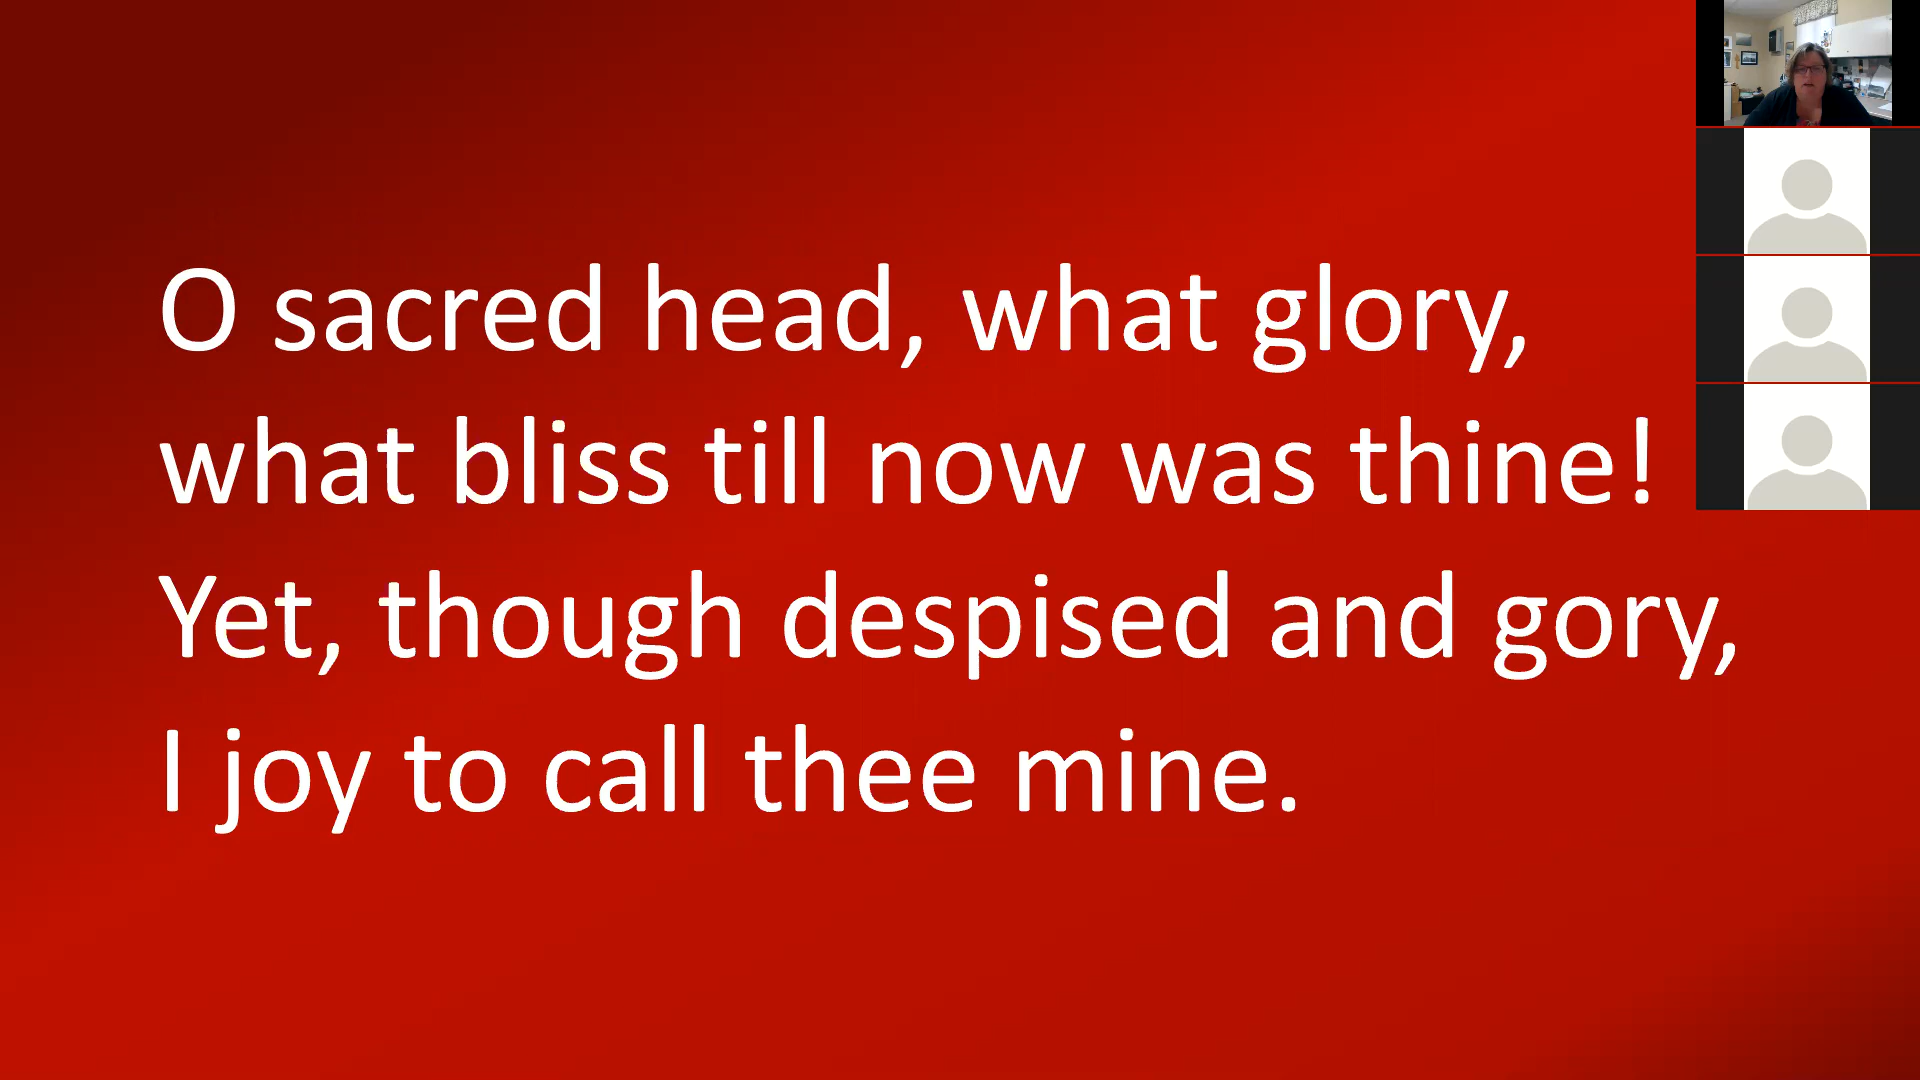 O sacred head, what glory,
what bliss till now was thine!
Yet, though despised and gory,
I joy to call thee mine.